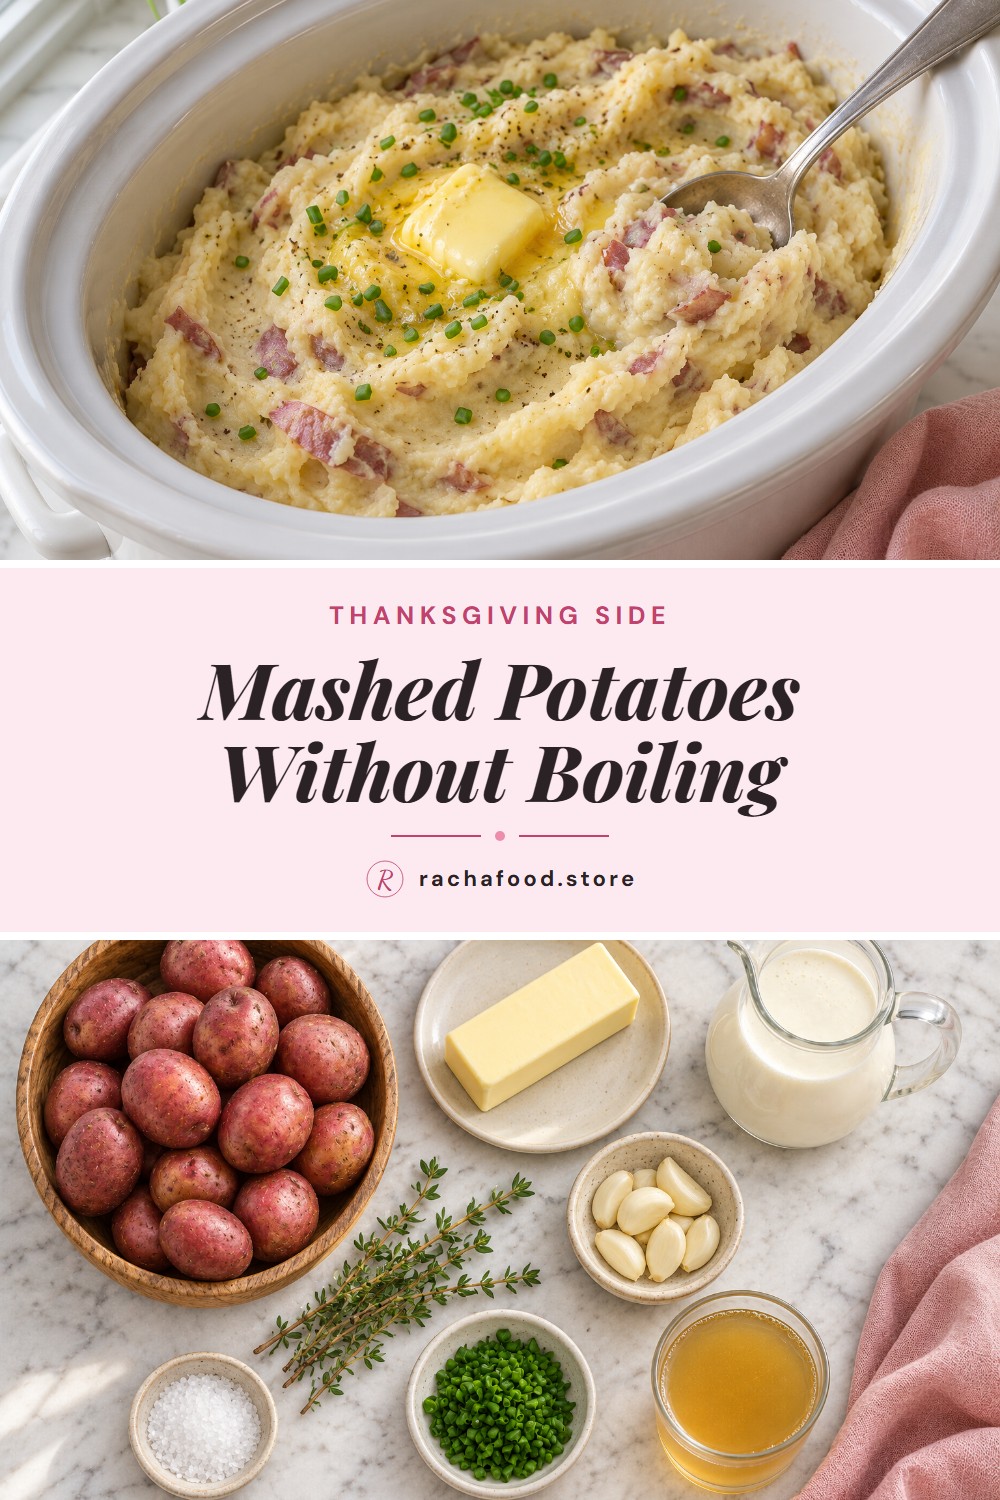 THANKSGIVING SIDE
Mashed Potatoes
Without Boiling
R rachafood.store